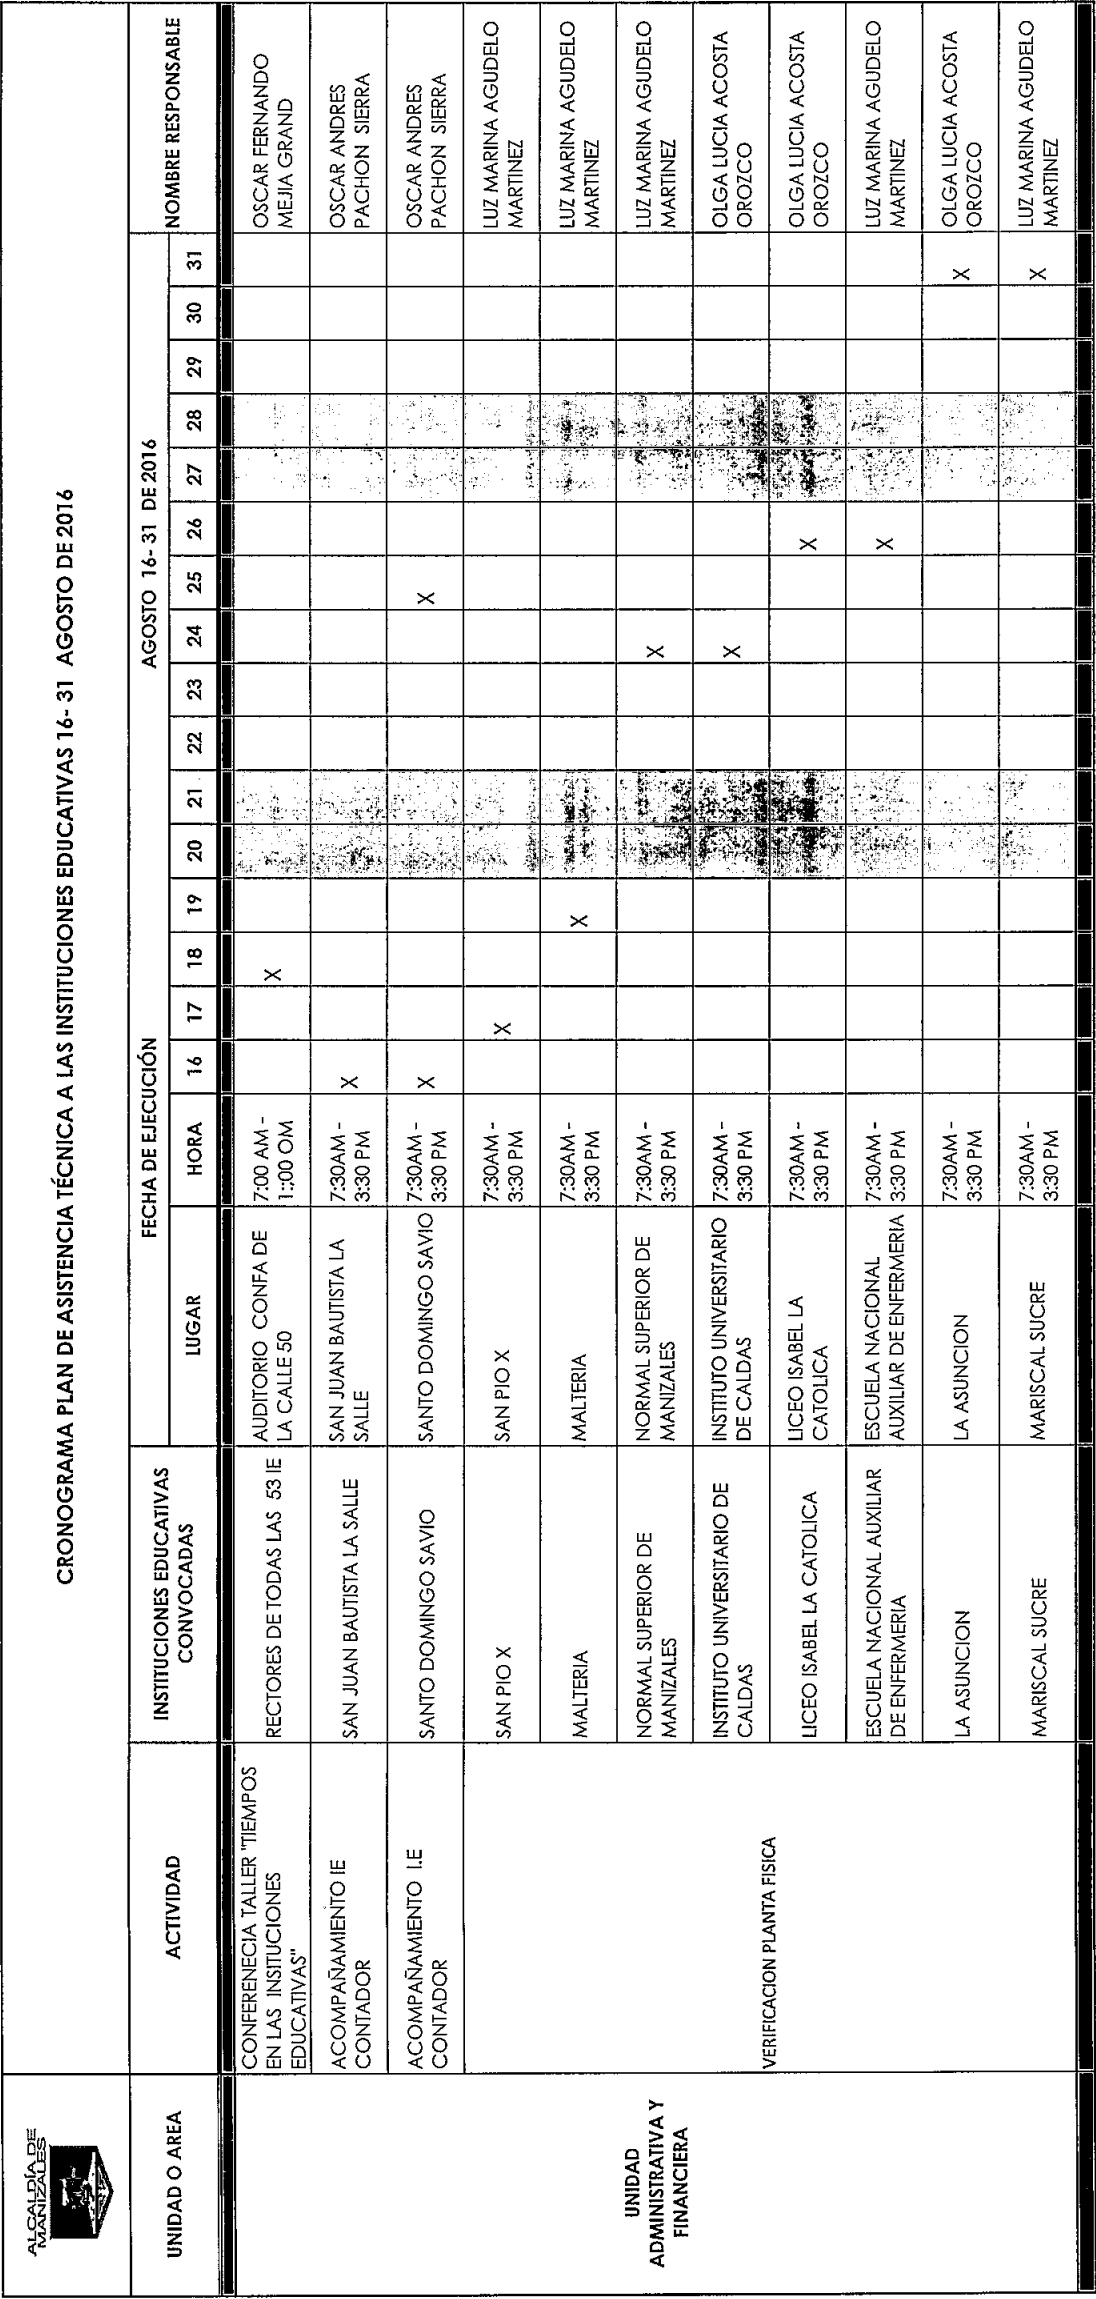 ALCALDÍA DE
MANIZALES
CRONOGRAMA PLAN DE ASISTENCIA TÉCNICA A LAS INSTITUCIONES EDUCATIVAS 16- 31 AGOSTO DE 2016
UNIDAD O AREA
ACTIVIDAD
INSTITUCIONES EDUCATIVAS
CONVOCADAS
FECHA DE EJECUCIÓN
AGOSTO 16- 31 DE 2016
NOMBRE RESPONSABLE
LUGAR
HORA
16 17 18 19 20 21 22 23 24 25 26 27 28 29 30 31
UNIDAD
ADMINISTRATIVA Y
FINANCIERA
CONFERENECIA TALLER "TIEMPOS
EN LAS INSITUCIONES
EDUCATIVAS"
RECTORES DE TODAS LAS 53 IE
AUDITORIO CONFA DE
LA CALLE 50
7:00 AM -
1::00 OM
X
OSCAR FERNANDO
MEJIA GRAND
ACOMPAÑAMIENTO IE
CONTADOR
SAN JUAN BAUTISTA LA SALLE
SAN JUAN BAUTISTA LA
SALLE
7:30AM -
3:30 PM
X
OSCAR ANDRES
PACHON SIERRA
ACOMPAÑAMIENTO I.E
CONTADOR
SANTO DOMINGO SAVIO
SANTO DOMINGO SAVIO
7:30AM -
3:30 PM
X
X
OSCAR ANDRES
PACHON SIERRA
VERIFICACION PLANTA FISICA
SAN PIO X
SAN PIO X
7:30AM -
3:30 PM
X
LUZ MARINA AGUDELO
MARTINEZ
MALTERIA
MALTERIA
7:30AM -
3:30 PM
X
LUZ MARINA AGUDELO
MARTINEZ
NORMAL SUPERIOR DE
MANIZALES
NORMAL SUPERIOR DE
MANIZALES
7:30AM -
3:30 PM
X
LUZ MARINA AGUDELO
MARTINEZ
INSTITUTO UNIVERSITARIO DE
CALDAS
INSTITUTO UNIVERSITARIO
DE CALDAS
7:30AM -
3:30 PM
X
OLGA LUCIA ACOSTA
OROZCO
LICEO ISABEL LA CATOLICA
LICEO ISABEL LA
CATOLICA
7:30AM -
3:30 PM
X
OLGA LUCIA ACOSTA
OROZCO
ESCUELA NACIONAL AUXILIAR
DE ENFERMERIA
ESCUELA NACIONAL
AUXILIAR DE ENFERMERIA
7:30AM -
3:30 PM
X
LUZ MARINA AGUDELO
MARTINEZ
LA ASUNCION
LA ASUNCION
7:30AM -
3:30 PM
X
OLGA LUCIA ACOSTA
OROZCO
MARISCAL SUCRE
MARISCAL SUCRE
7:30AM -
3:30 PM
X
LUZ MARINA AGUDELO
MARTINEZ